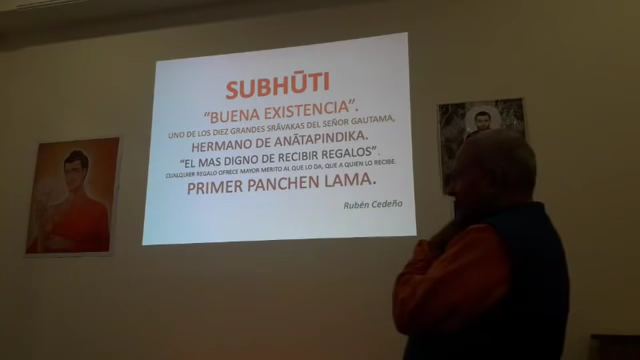 SUBHŪTI
"BUENA EXISTENCIA".
UNO DE LOS DIEZ GRANDES SRĀVAKAS DEL SEÑOR GAUTAMA,
HERMANO DE ANĀTAPINDIKA.
"EL MAS DIGNO DE RECIBIR REGALOS".
CUALQUIER REGALO OFRECE MAYOR MERITO AL QUE LO DA, QUE A QUIEN LO RECIBE.
PRIMER PANCHEN LAMA.
Rubén Cedeño